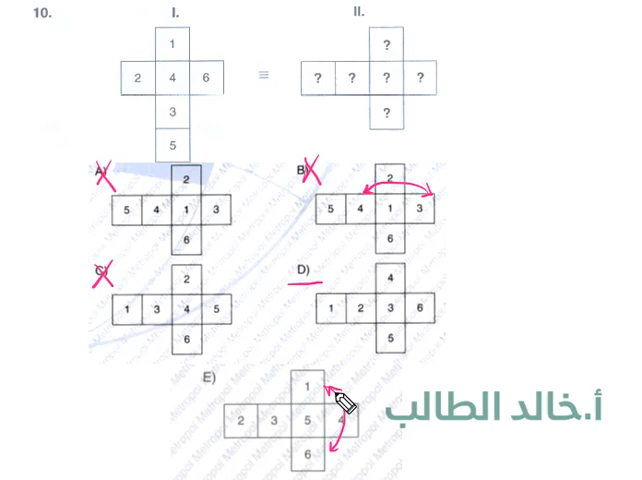 10. I. II.
1 ?
2 4 6 ≡ ? ? ? ?
3 ?
5
A) 2 B) 2
5 4 1 3 5 4 1 3
6 6
C) 2 D) 4
1 3 4 5 1 2 3 6
6 5
E) 1
2 3 5 4
6
أ.خالد الطالب
Metropol